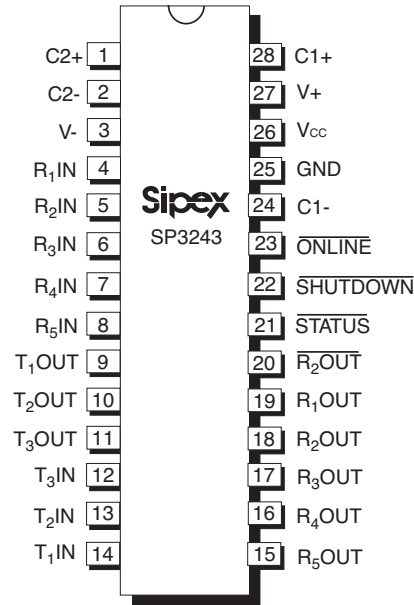 C2+ 1 28 C1+
C2- 2 27 V+
V- 3 26 Vcc
R1IN 4 25 GND
R2IN 5 24 C1-
Sipex
SP3243
R3IN 6 23 ONLINE
R4IN 7 22 SHUTDOWN
R5IN 8 21 STATUS
T1OUT 9 20 R2OUT
T2OUT 10 19 R1OUT
T3OUT 11 18 R2OUT
T3IN 12 17 R3OUT
T2IN 13 16 R4OUT
T1IN 14 15 R5OUT